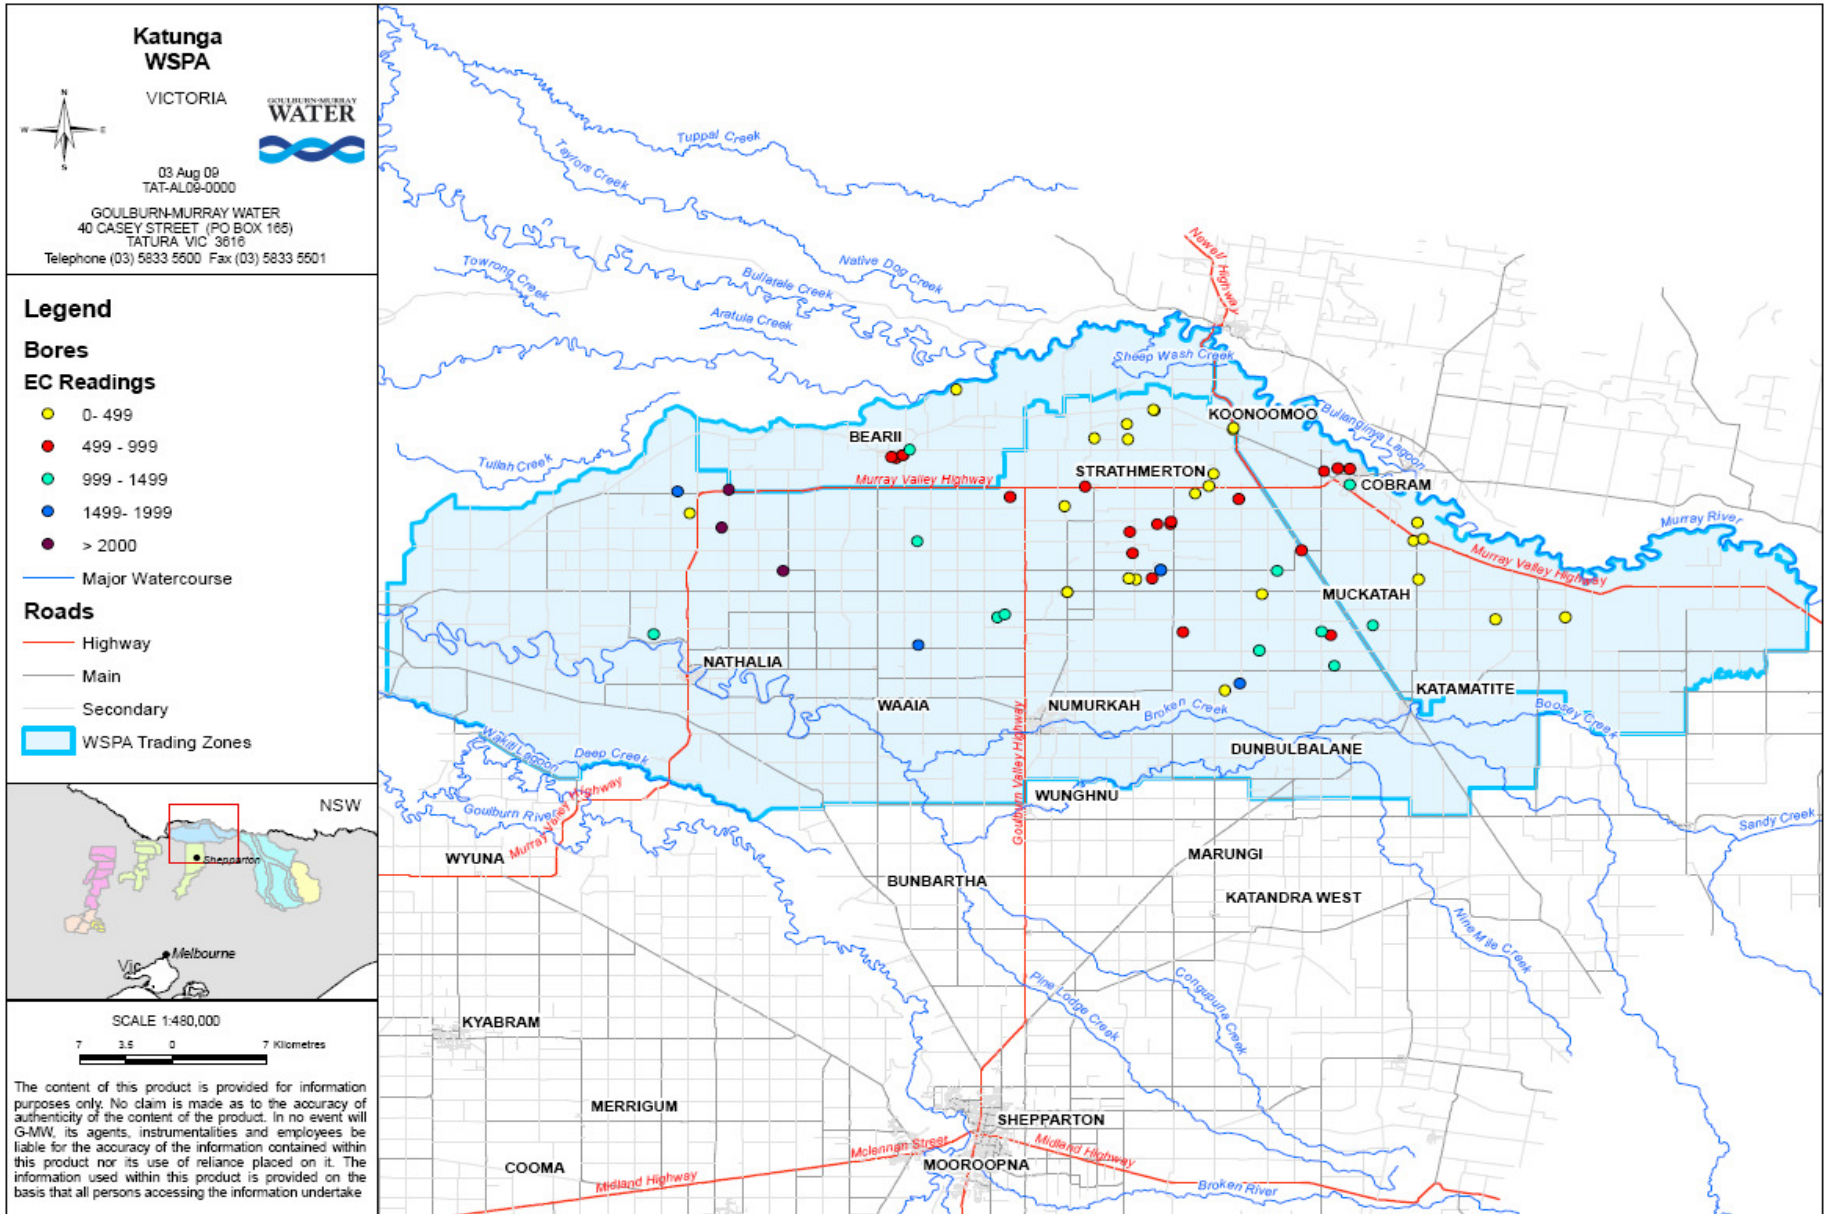 Katunga
WSPA
VICTORIA
N
W
E
S
GOULBURN-MURRAY
WATER
03 Aug 09
TAT-AL09-0000
GOULBURN-MURRAY WATER
40 CASEY STREET (PO BOX 165)
TATURA VIC 3616
Telephone (03) 5833 5500 Fax (03) 5833 5501
Legend
Bores
EC Readings
0- 499
499 - 999
999 - 1499
1499- 1999
> 2000
Major Watercourse
Roads
Highway
Main
Secondary
WSPA Trading Zones
NSW
Shepparton
Melbourne
Vic
SCALE 1:480,000
7 3.5 0 7 Kilometres
The content of this product is provided for information
purposes only. No claim is made as to the accuracy of
authenticity of the content of the product. In no event will
G-MW, its agents, instrumentalities and employees be
liable for the accuracy of the information contained within
this product nor its use of reliance placed on it. The
information used within this product is provided on the
basis that all persons accessing the information undertake
Tuppal Creek
Taylors Creek
Newell Highway
Native Dog Creek
Towrong Creek
Bullatale Creek
Aratula Creek
Sheep Wash Creek
KOONOOMOO
Bullanginya Lagoon
BEARII
Tullah Creek
STRATHMERTON
Murray Valley Highway
COBRAM
Murray River
Murray Valley Highway
MUCKATAH
NATHALIA
KATAMATITE
WAAIA
NUMURKAH
Broken Creek
Boosey Creek
Wakiti Lagoon
Deep Creek
DUNBULBALANE
Goulburn Valley Highway
WUNGHNU
Murray Valley Highway
Goulburn River
Sandy Creek
WYUNA
MARUNGI
BUNBARTHA
KATANDRA WEST
Nine Mile Creek
Pine Lodge Creek
Congupuna Creek
KYABRAM
MERRIGUM
SHEPPARTON
Mclennan Street
Midland Highway
COOMA
MOOROOPNA
Midland Highway
Broken River